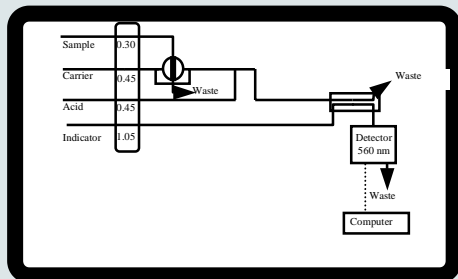 Sample 0.30
Waste
Carrier 0.45
Waste
Acid 0.45
Indicator 1.05
Detector
560 nm
Waste
Computer